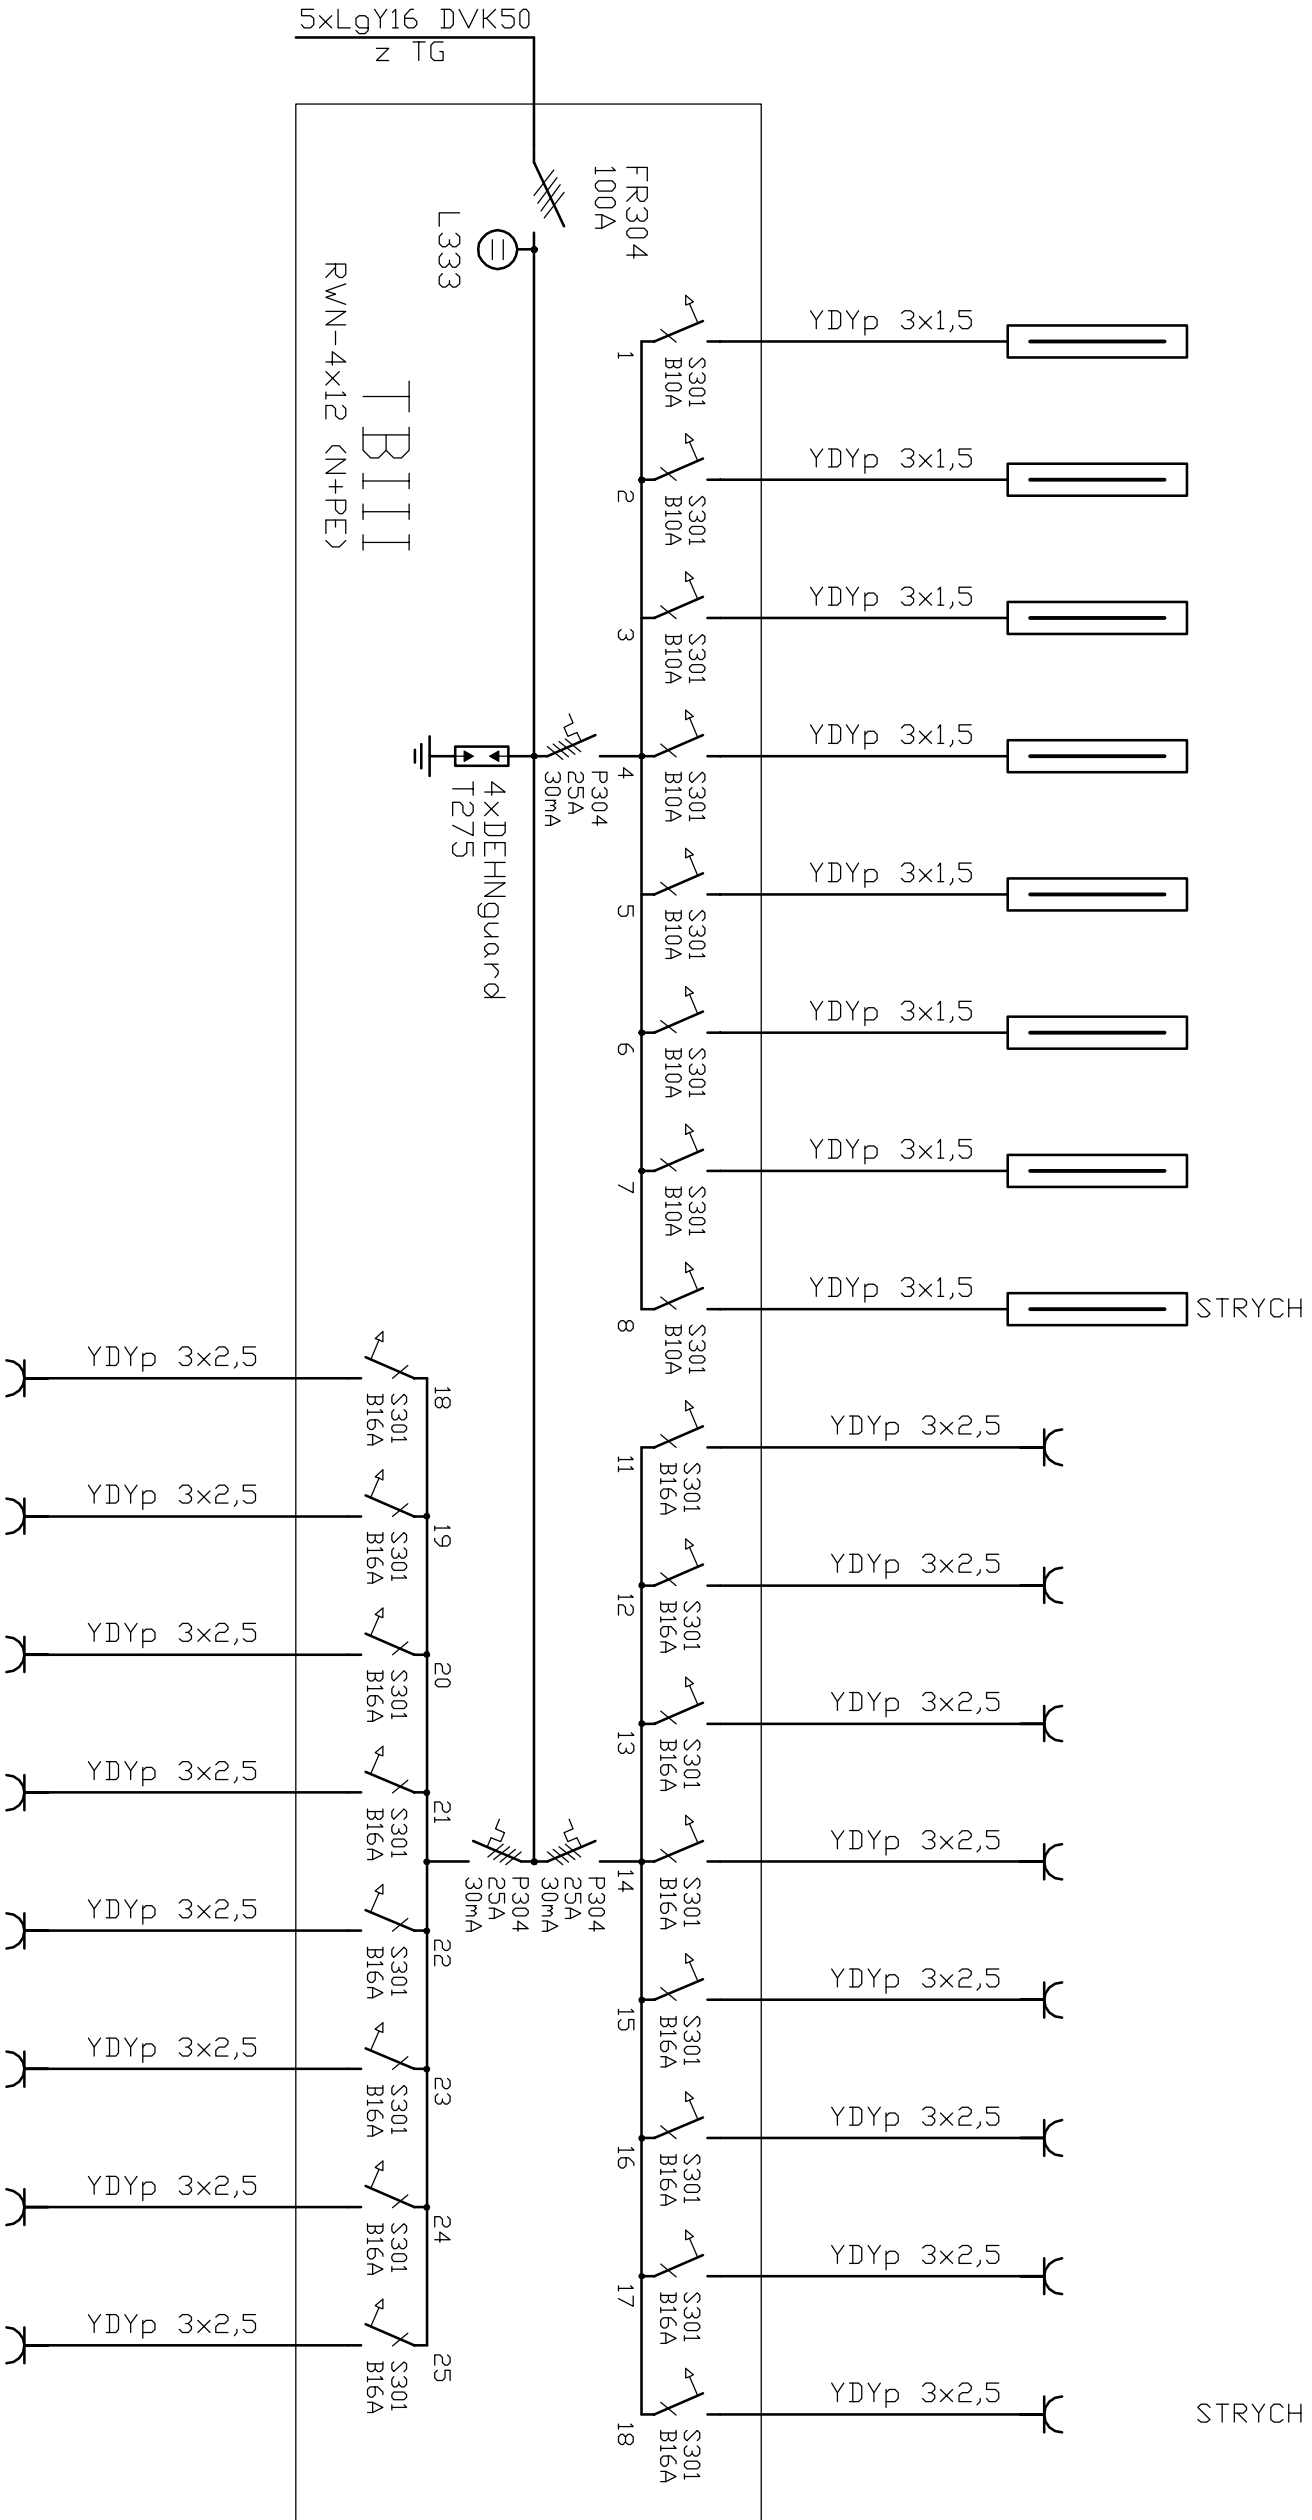 5xLgY16 DVK50
z TG
FR304
100A
L333
TBIII
RWN-4x12 (N+PE)
YDYp 3x1,5
1
S301
B10A
YDYp 3x1,5
2
S301
B10A
YDYp 3x1,5
3
S301
B10A
YDYp 3x1,5
4
S301
B10A
P304
25A
30mA
4xDEHNguard
T275
YDYp 3x1,5
5
S301
B10A
YDYp 3x1,5
6
S301
B10A
YDYp 3x1,5
7
S301
B10A
YDYp 3x1,5
STRYCH
8
S301
B10A
YDYp 3x2,5
18
S301
B16A
YDYp 3x2,5
11
S301
B16A
YDYp 3x2,5
19
S301
B16A
YDYp 3x2,5
12
S301
B16A
YDYp 3x2,5
20
S301
B16A
YDYp 3x2,5
13
S301
B16A
YDYp 3x2,5
21
S301
B16A
YDYp 3x2,5
14
S301
B16A
P304
25A
30mA
P304
25A
30mA
YDYp 3x2,5
22
S301
B16A
YDYp 3x2,5
15
S301
B16A
YDYp 3x2,5
23
S301
B16A
YDYp 3x2,5
16
S301
B16A
YDYp 3x2,5
24
S301
B16A
YDYp 3x2,5
17
S301
B16A
YDYp 3x2,5
25
S301
B16A
YDYp 3x2,5
STRYCH
18
S301
B16A